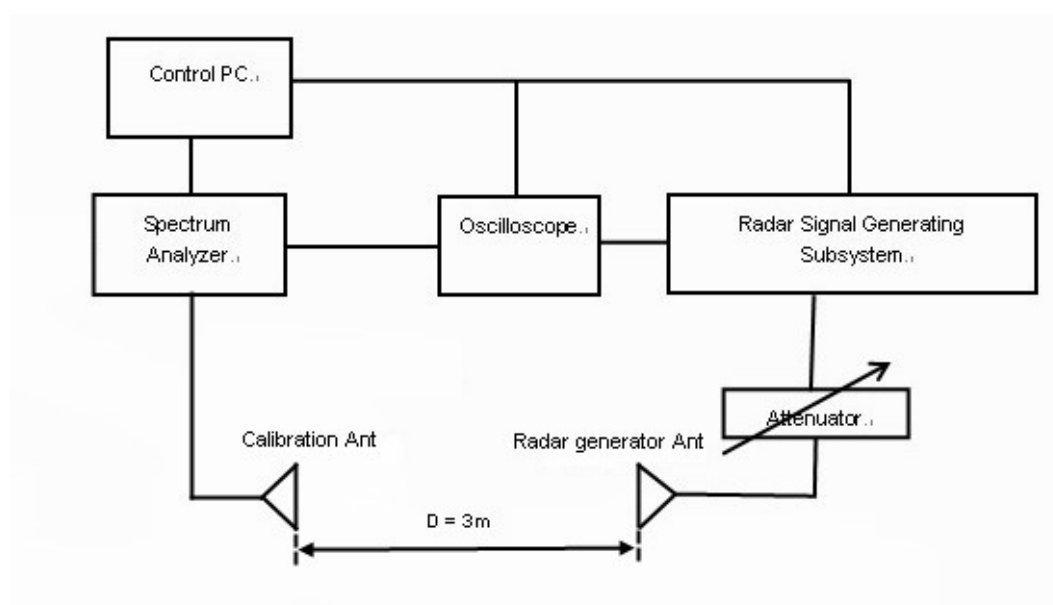 Control PC.
Spectrum
Analyzer.
Oscilloscope.
Radar Signal Generating
Subsystem.
Attenuator.
Calibration Ant
Radar generator Ant
D = 3m